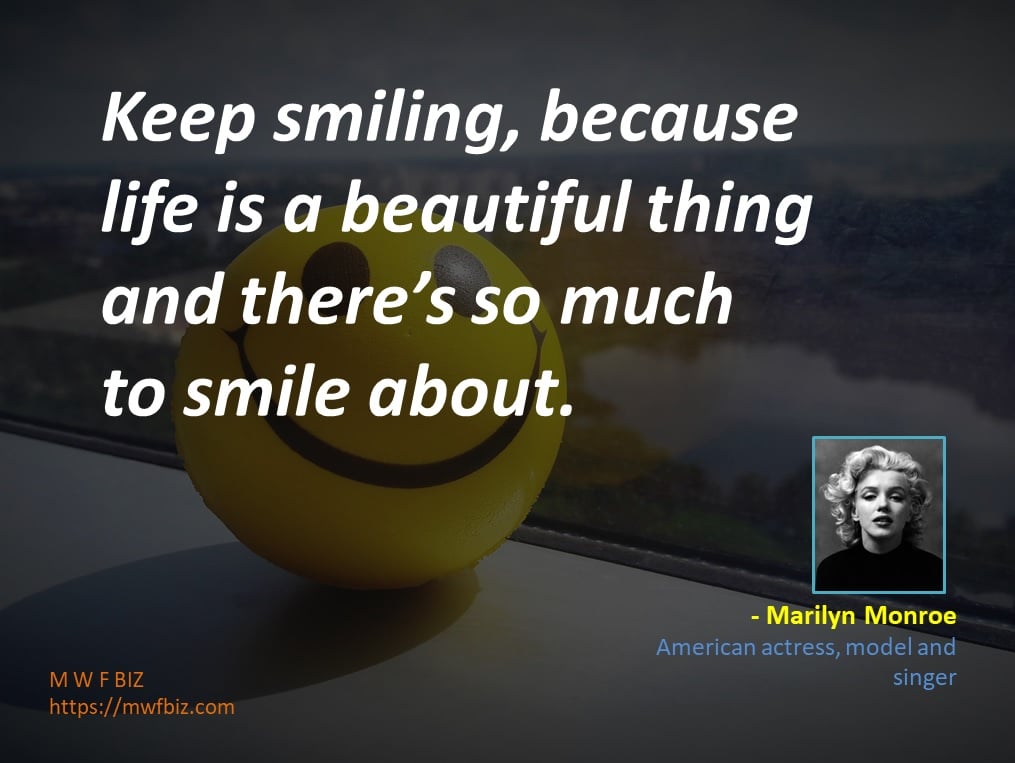 Keep smiling, because
life is a beautiful thing
and there’s so much
to smile about.
- Marilyn Monroe
American actress, model and
singer
M W F BIZ
https://mwfbiz.com